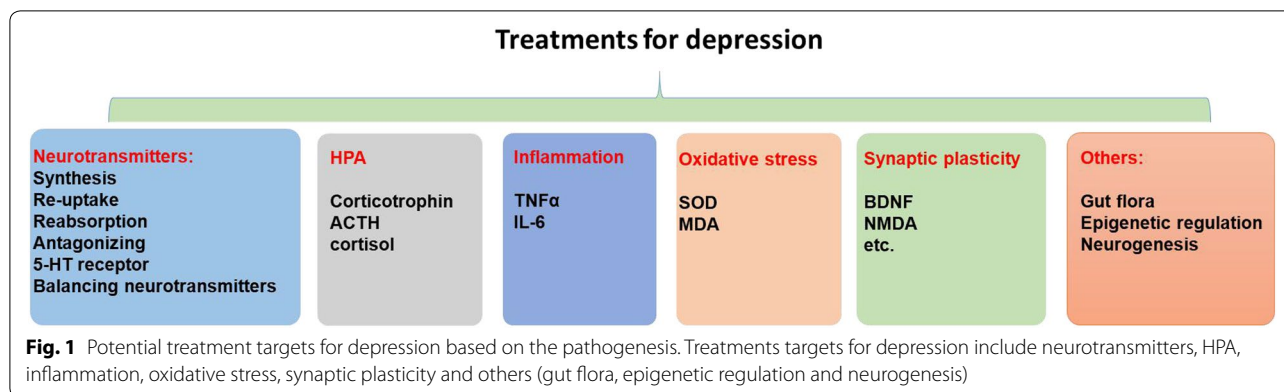 Treatments for depression
Neurotransmitters:
Synthesis
Re-uptake
Reabsorption
Antagonizing
5-HT receptor
Balancing neurotransmitters
HPA
Corticotrophin
ACTH
cortisol
Inflammation
TNFα
IL-6
Oxidative stress
SOD
MDA
Synaptic plasticity
BDNF
NMDA
etc.
Others:
Gut flora
Epigenetic regulation
Neurogenesis
Fig. 1 Potential treatment targets for depression based on the pathogenesis. Treatments targets for depression include neurotransmitters, HPA,
inflammation, oxidative stress, synaptic plasticity and others (gut flora, epigenetic regulation and neurogenesis)